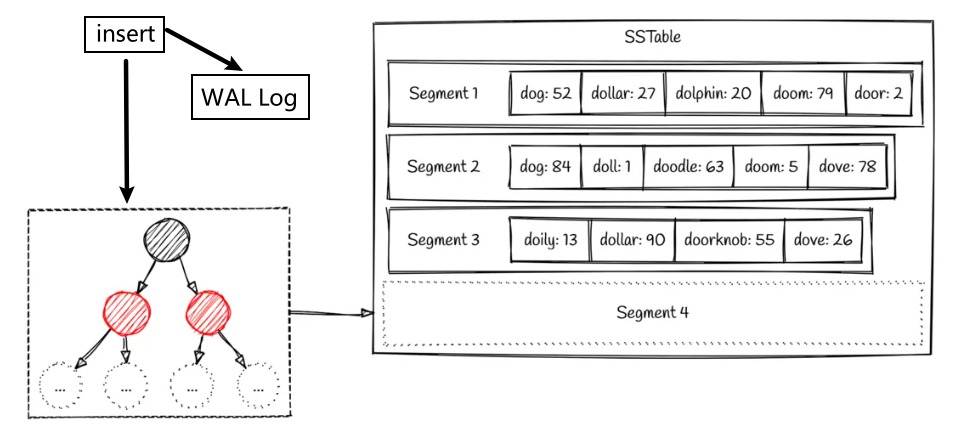 insert
WAL Log
SSTable
Segment 1 dog: 52 dollar: 27 dolphin: 20 doom: 79 door: 2
Segment 2 dog: 84 doll: 1 doodle: 63 doom: 5 dove: 78
Segment 3 doily: 13 dollar: 90 doorknob: 55 dove: 26
Segment 4
... ... ... ...